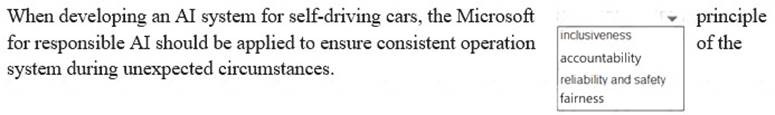 When developing an AI system for self-driving cars, the Microsoft principle
for responsible AI should be applied to ensure consistent operation of the
system during unexpected circumstances.
inclusiveness
accountability
reliability and safety
fairness